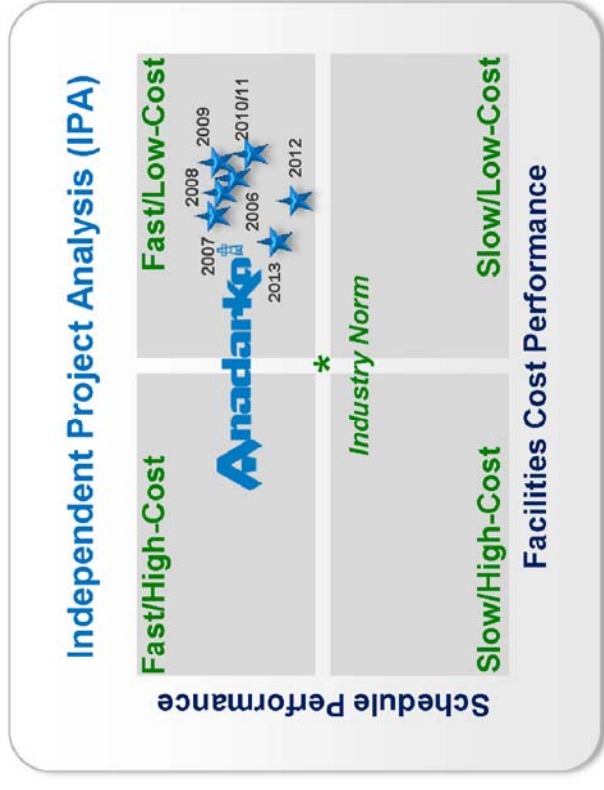 Independent Project Analysis (IPA)
Fast/High-Cost
Fast/Low-Cost
2008
2009
2007
2010/11
Anadarko
2006
2013
2012
*
Industry Norm
Slow/High-Cost
Slow/Low-Cost
Schedule Performance
Facilities Cost Performance